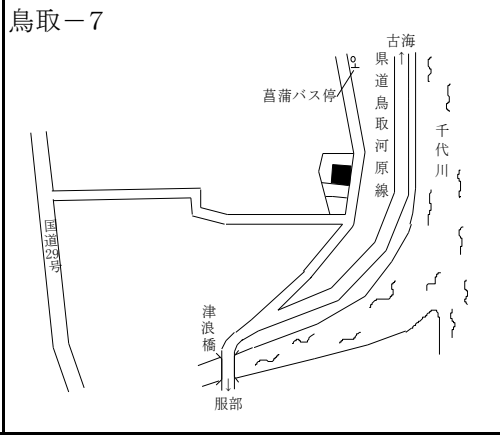 鳥取－7
古海
↑
菖蒲バス停
県道鳥取河原線
千代川
国道29号
津浪橋
↓
服部